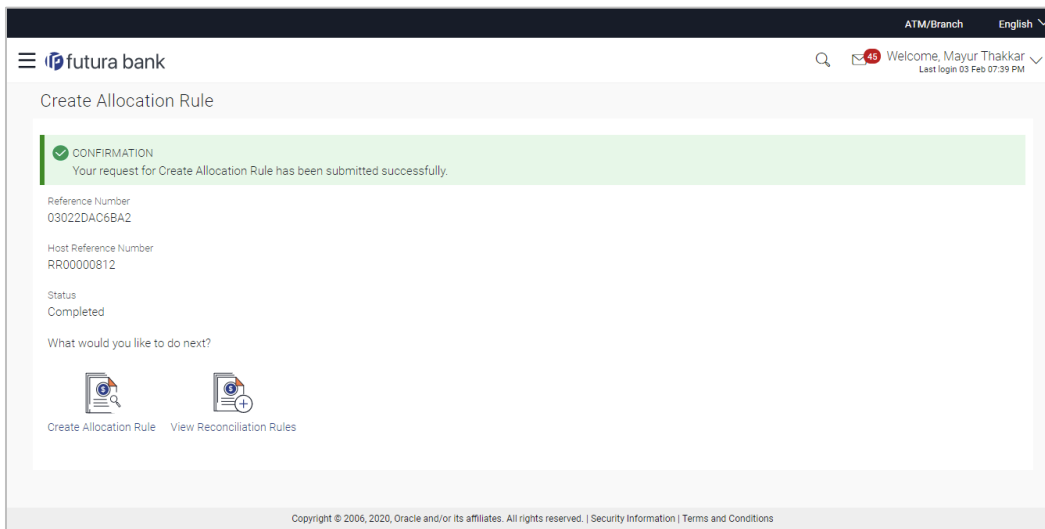 ATM/Branch English
futura bank
45
Welcome, Mayur Thakkar
Last login 03 Feb 07:39 PM
Create Allocation Rule
CONFIRMATION
Your request for Create Allocation Rule has been submitted successfully.
Reference Number
03022DAC6BA2
Host Reference Number
RR00000812
Status
Completed
What would you like to do next?
Create Allocation Rule View Reconciliation Rules
Copyright © 2006, 2020, Oracle and/or its affiliates. All rights reserved. | Security Information | Terms and Conditions